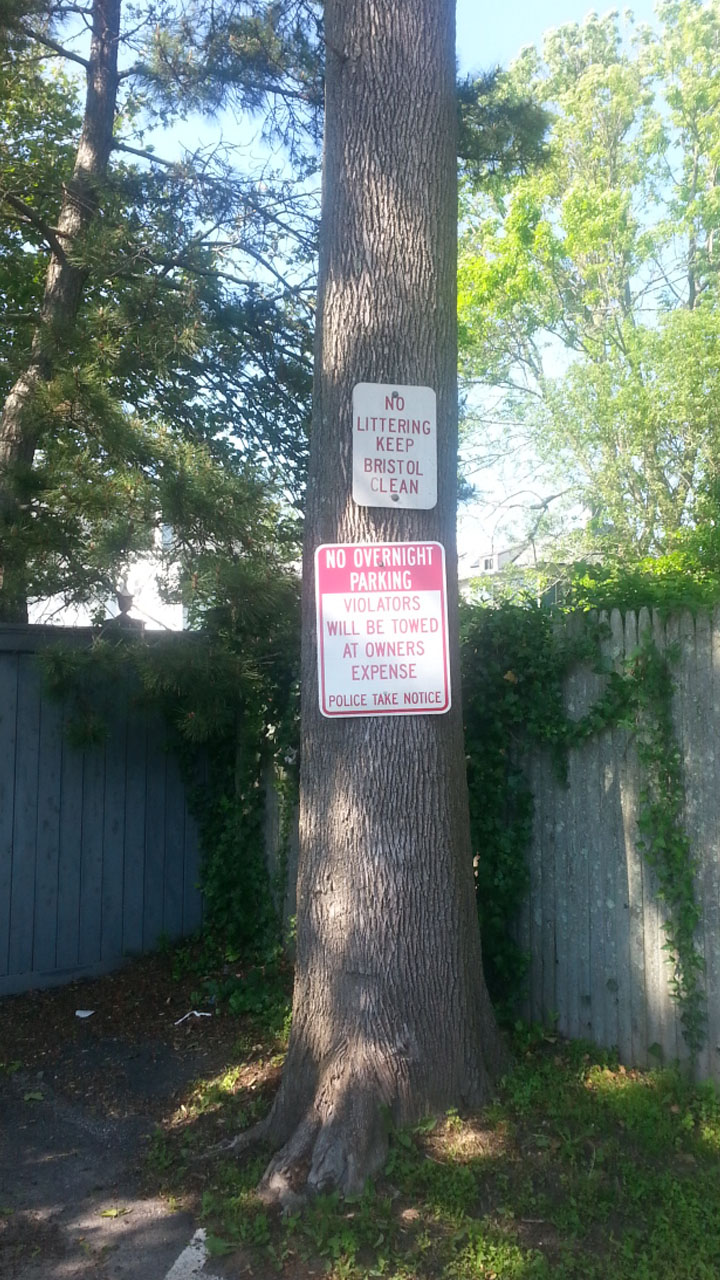 NO
LITTERING
KEEP
BRISTOL
CLEAN
NO OVERNIGHT
PARKING
VIOLATORS
WILL BE TOWED
AT OWNERS
EXPENSE
POLICE TAKE NOTICE